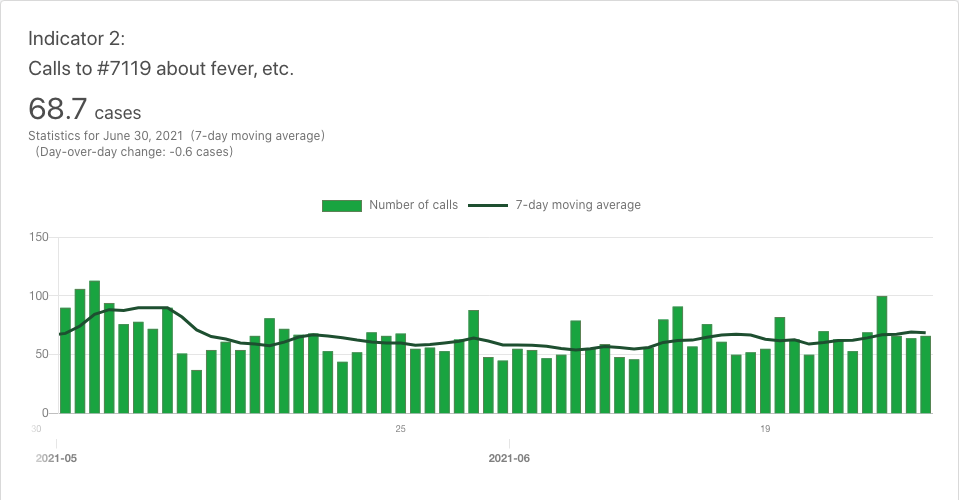 Indicator 2:
Calls to #7119 about fever, etc.
68.7 cases
Statistics for June 30, 2021 (7-day moving average)
(Day-over-day change: -0.6 cases)
Number of calls 7-day moving average
150
100
50
0
30 25 19
2021-05 2021-06